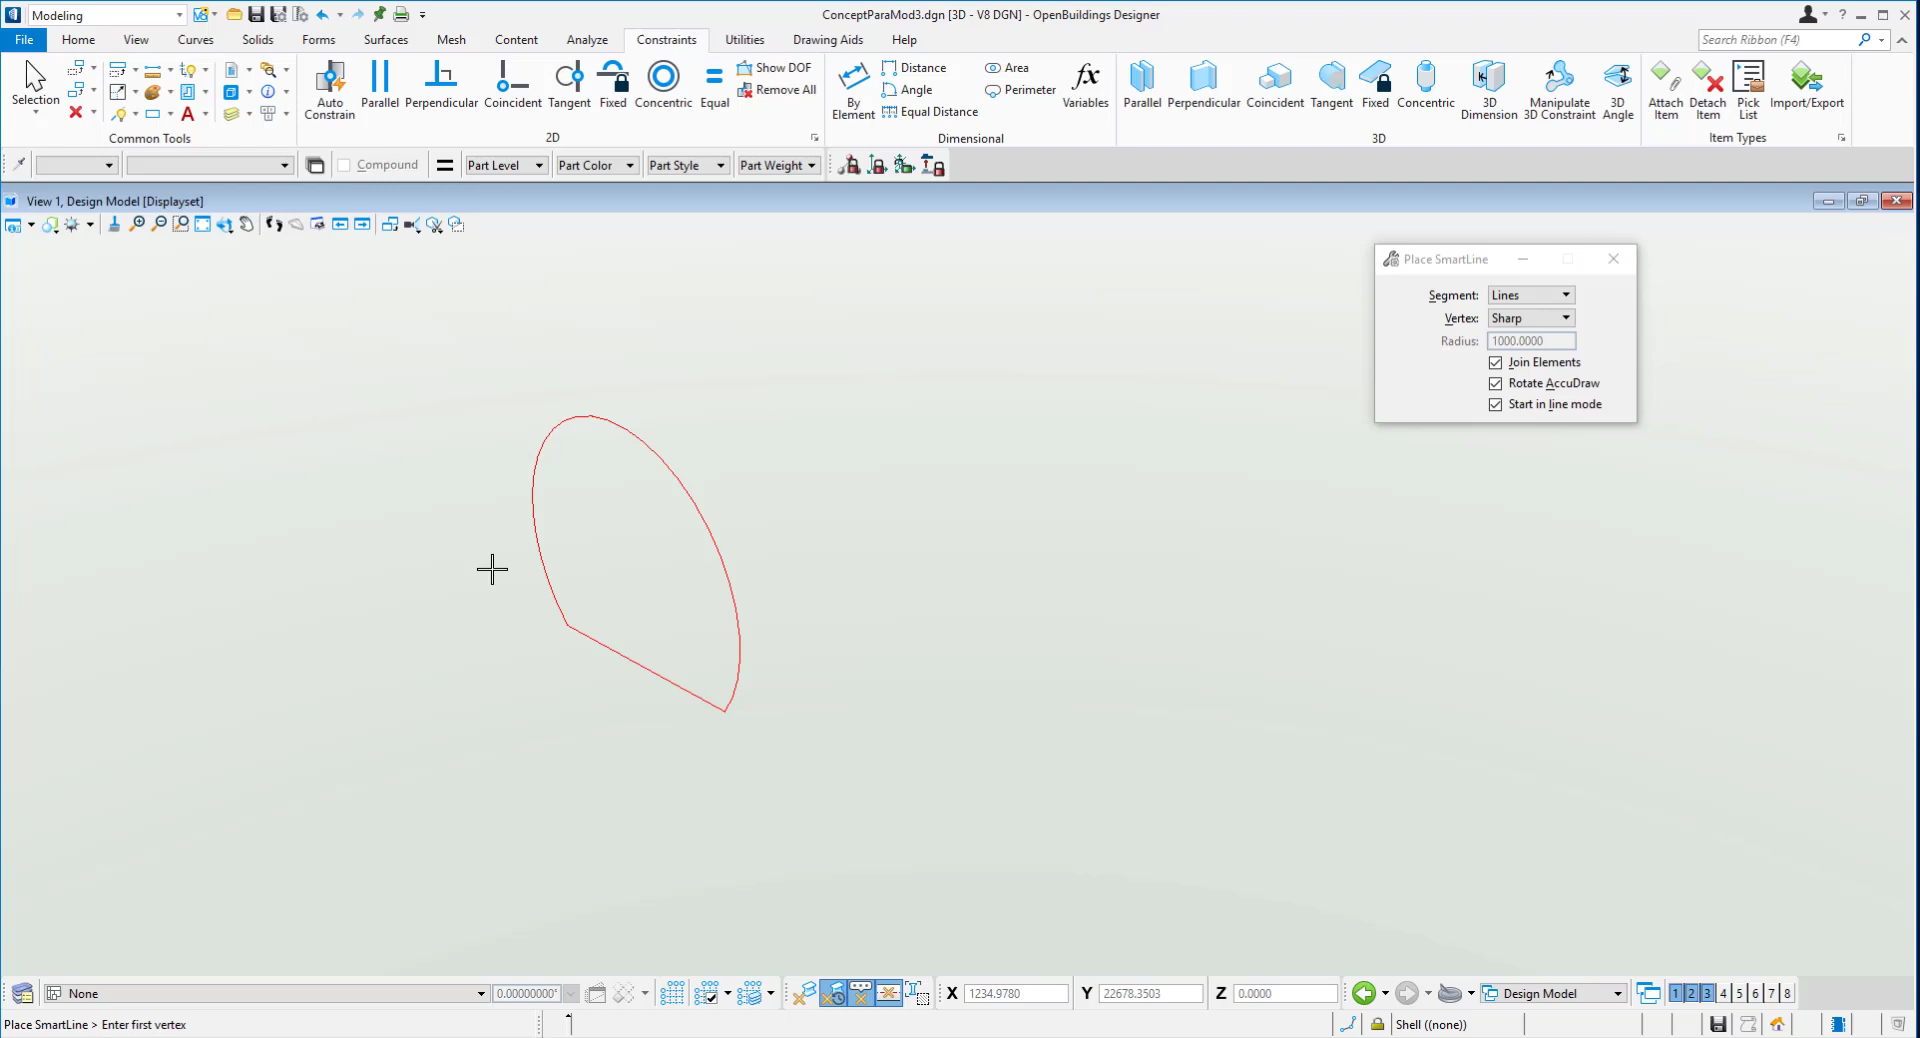 Modeling
ConceptParaMod3.dgn [3D - V8 DGN] - OpenBuildings Designer
File Home View Curves Solids Forms Surfaces Mesh Content Analyze Constraints Utilities Drawing Aids Help
Search Ribbon (F4)
Selection
Common Tools
Auto Constrain
Parallel
Perpendicular
Coincident
Tangent
Fixed
Concentric
Equal
Show DOF
Remove All
2D
By Element
Distance
Angle
Equal Distance
Area
Perimeter
Variables
Dimensional
Parallel
Perpendicular
Coincident
Tangent
Fixed
Concentric
3D Dimension
Manipulate 3D Constraint
3D Angle
3D
Attach Item
Detach Item
Pick List
Import/Export
Item Types
Compound
Part Level
Part Color
Part Style
Part Weight
View 1, Design Model [Displayset]
Place SmartLine
Segment: Lines
Vertex: Sharp
Radius: 1000.0000
Join Elements
Rotate AccuDraw
Start in line mode
None
0.00000000°
X 1234.9780
Y 22678.3503
Z 0.0000
Design Model
1 2 3 4 5 6 7 8
Place SmartLine > Enter first vertex
Shell ((none))